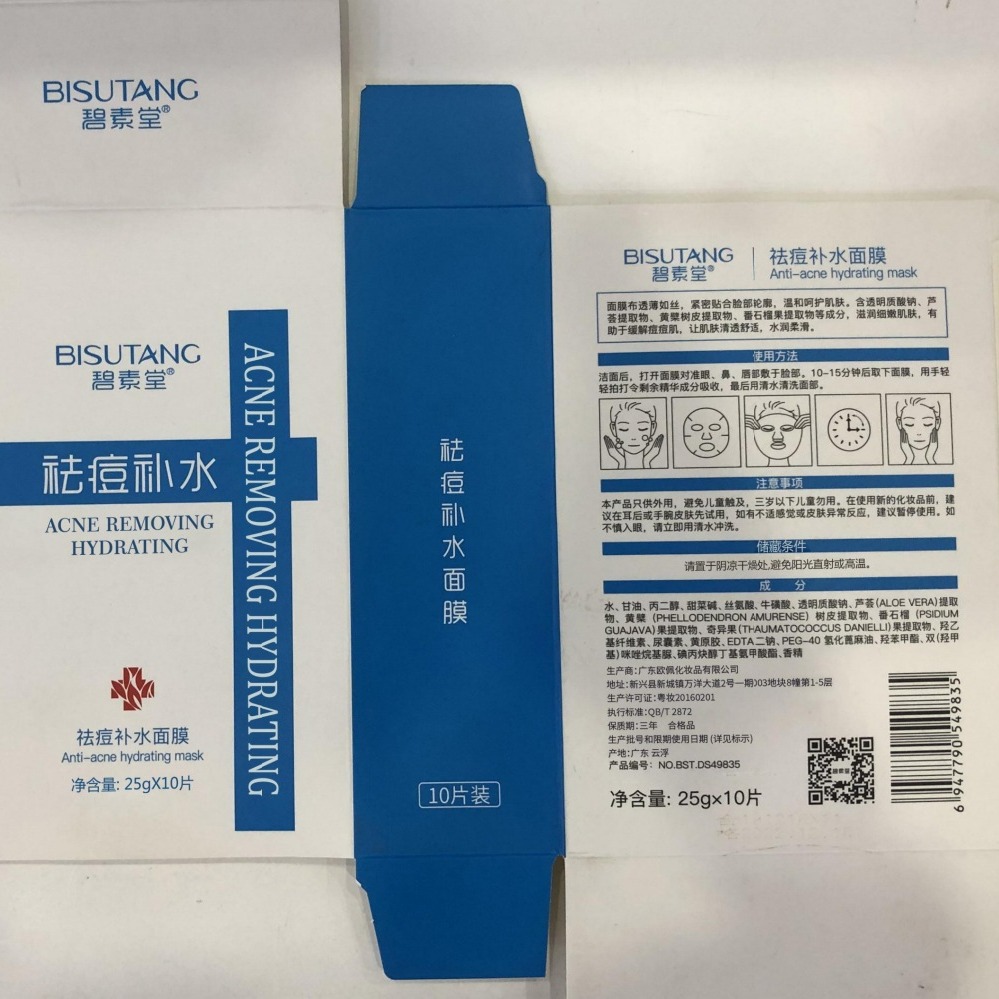 BISUTANG
碧素堂®
BISUTANG
碧素堂®
祛痘补水
ACNE REMOVING
HYDRATING
ACNE REMOVING HYDRATING
祛痘补水面膜
Anti-acne hydrating mask
净含量: 25gX10片
祛痘补水面膜
10片装
BISUTANG
碧素堂®
祛痘补水面膜
Anti-acne hydrating mask
面膜布透薄如丝，紧密贴合脸部轮廓，温和呵护肌肤。含透明质酸钠、芦
荟提取物、黄檗树皮提取物、番石榴果提取物等成分，滋润细嫩肌肤，有
助于缓解痘痘肌，让肌肤清透舒适，水润柔滑。
使用方法
洁面后，打开面膜对准眼、鼻、唇部敷于脸部。10-15分钟后取下面膜，用手轻
轻拍打令剩余精华成分吸收，最后用清水清洗面部。
注意事项
本产品只供外用，避免儿童触及，三岁以下儿童勿用。在使用新的化妆品前，建
议在耳后或手腕皮肤先试用，如有不适感觉或皮肤异常反应，建议暂停使用。如
不慎入眼，请立即用清水冲洗。
储藏条件
请置于阴凉干燥处,避免阳光直射或高温。
成 分
水、甘油、丙二醇、甜菜碱、丝氨酸、牛磺酸、透明质酸钠、芦荟(ALOE VERA)提取
物、黄檗（PHELLODENDRON AMURENSE）树皮提取物、番石榴（PSIDIUM
GUAJAVA)果提取物、奇异果(THAUMATOCOCCUS DANIELLI)果提取物、羟乙
基纤维素、尿囊素、黄原胶、EDTA二钠、PEG-40 氢化蓖麻油、羟苯甲酯、双(羟甲
基)咪唑烷基脲、碘丙炔醇丁基氨甲酸酯、香精
生产商:广东欧佩化妆品有限公司
地址:新兴县新城镇万洋大道2号一期D03地块8幢第1-5层
生产许可证:粤妆20160201
执行标准:QB/T 2872
保质期:三年 合格品
生产批号和限期使用日期 (详见标示)
产地:广东 云浮
产品编号: NO.BST.DS49835
净含量: 25g×10片
碧素堂
6 947790 549835